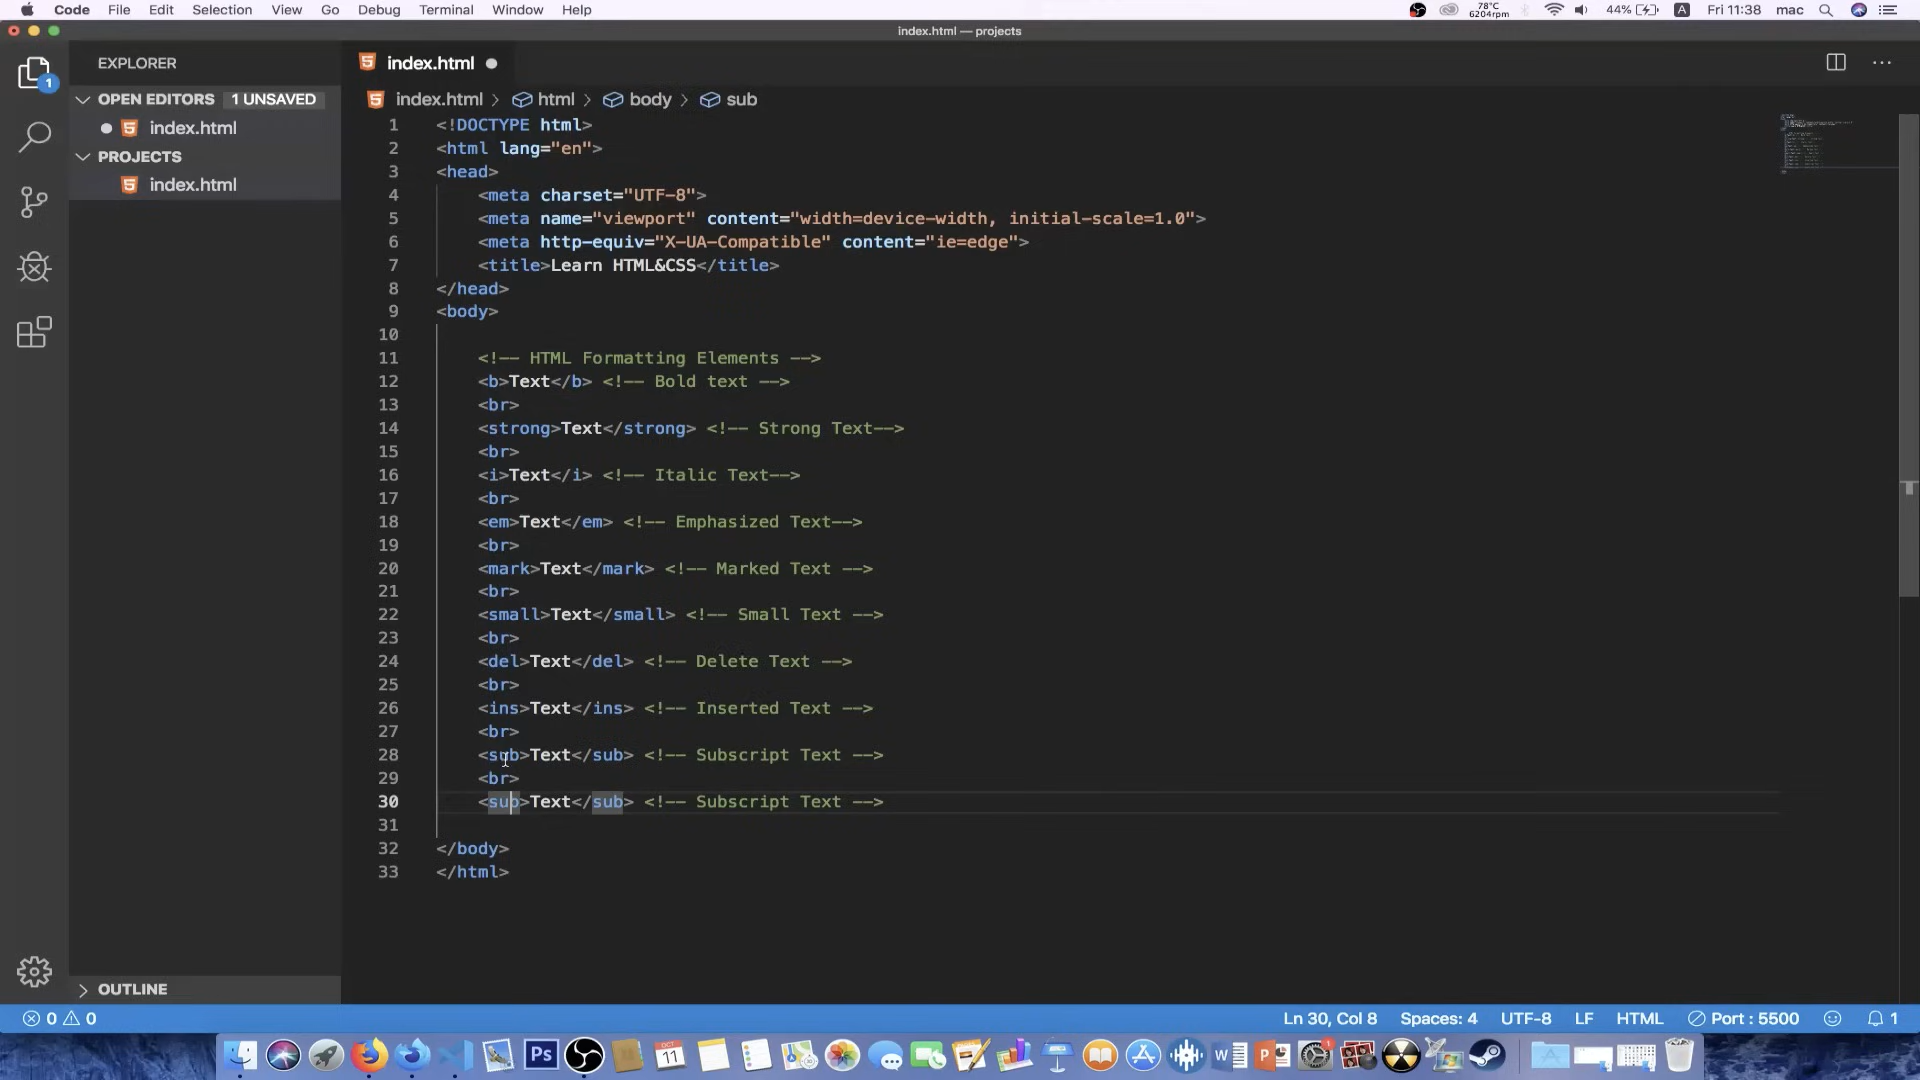 Code File Edit Selection View Go Debug Terminal Window Help
78°C
6204rpm
44% A Fri 11:38 mac
index.html — projects
EXPLORER
OPEN EDITORS 1 UNSAVED
index.html
PROJECTS
index.html
OUTLINE
1
index.html
index.html > html > body > sub
1 <!DOCTYPE html>
2 <html lang="en">
3 <head>
4 <meta charset="UTF-8">
5 <meta name="viewport" content="width=device-width, initial-scale=1.0">
6 <meta http-equiv="X-UA-Compatible" content="ie=edge">
7 <title>Learn HTML&CSS</title>
8 </head>
9 <body>
10
11 <!-- HTML Formatting Elements -->
12 <b>Text</b> <!-- Bold text -->
13 <br>
14 <strong>Text</strong> <!-- Strong Text-->
15 <br>
16 <i>Text</i> <!-- Italic Text-->
17 <br>
18 <em>Text</em> <!-- Emphasized Text-->
19 <br>
20 <mark>Text</mark> <!-- Marked Text -->
21 <br>
22 <small>Text</small> <!-- Small Text -->
23 <br>
24 <del>Text</del> <!-- Delete Text -->
25 <br>
26 <ins>Text</ins> <!-- Inserted Text -->
27 <br>
28 <sub>Text</sub> <!-- Subscript Text -->
29 <br>
30 <sub>Text</sub> <!-- Subscript Text -->
31
32 </body>
33 </html>
0 0 Ln 30, Col 8 Spaces: 4 UTF-8 LF HTML Port : 5500 1
Ps OCT 11 W P 1